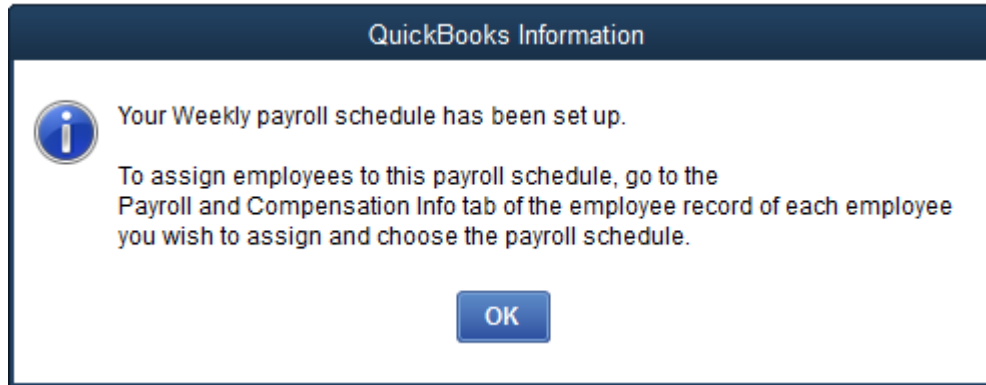 QuickBooks Information
Your Weekly payroll schedule has been set up.
To assign employees to this payroll schedule, go to the
Payroll and Compensation Info tab of the employee record of each employee
you wish to assign and choose the payroll schedule.
OK